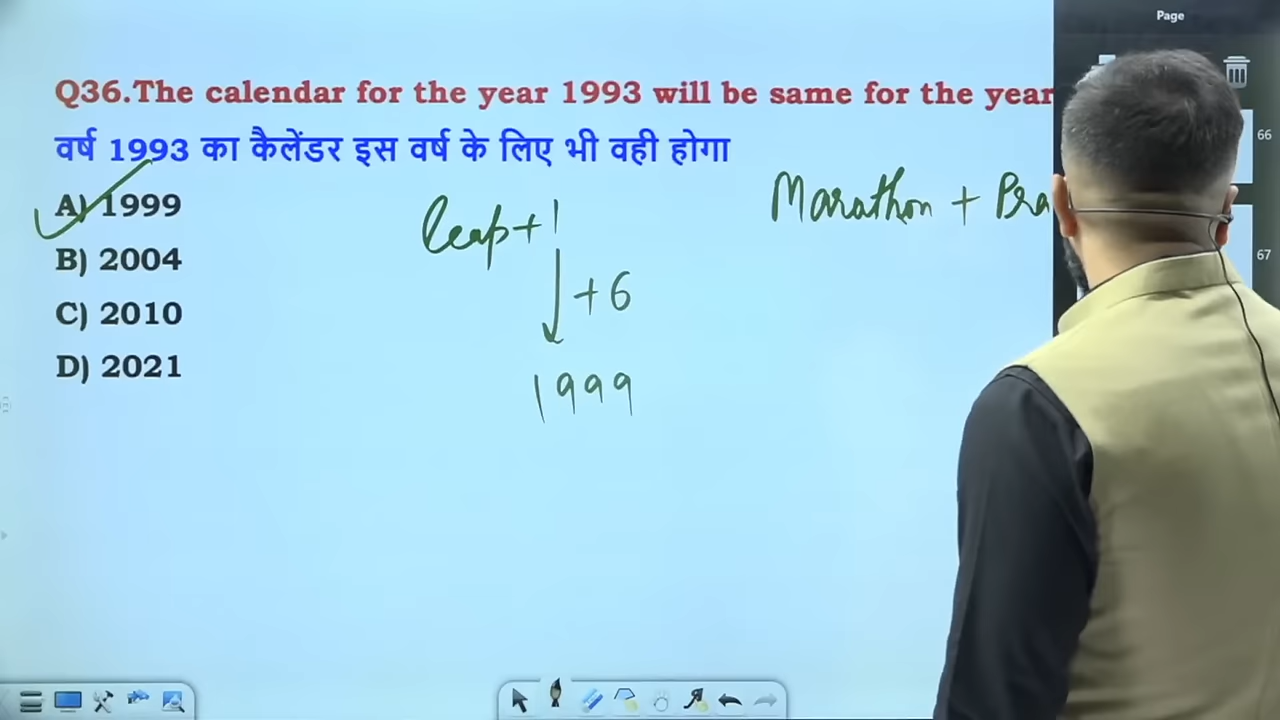 Page
Q36.The calendar for the year 1993 will be same for the year
वर्ष 1993 का कैलेंडर इस वर्ष के लिए भी वही होगा
66
A) 1999
leap+1
Marathon + Pra
B) 2004
67
+6
C) 2010
D) 2021
1999